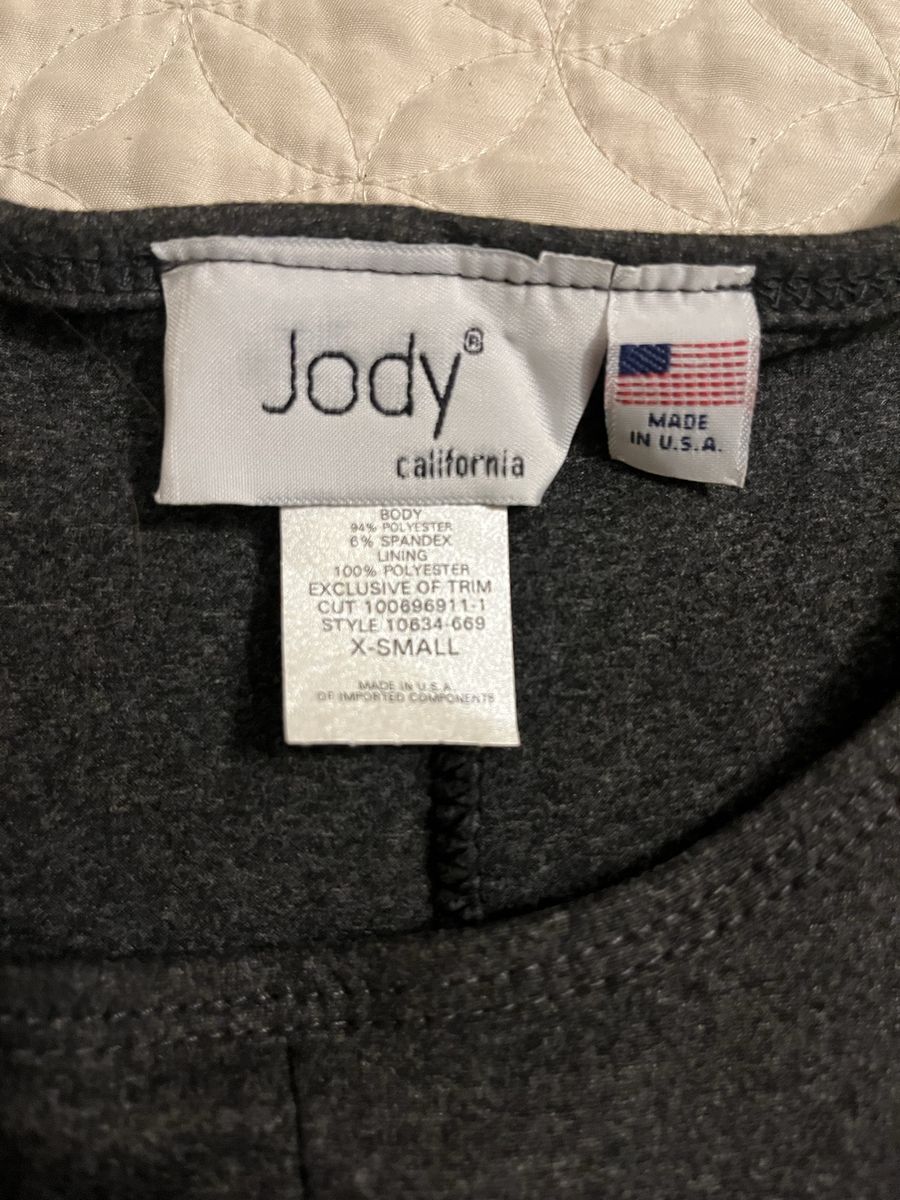 Jody®
california
MADE
IN U.S.A.
BODY
94% POLYESTER
6% SPANDEX
LINING
100% POLYESTER
EXCLUSIVE OF TRIM
CUT 100696911-1
STYLE 10634-669
X-SMALL
MADE IN U.S.A.
OF IMPORTED COMPONENTS